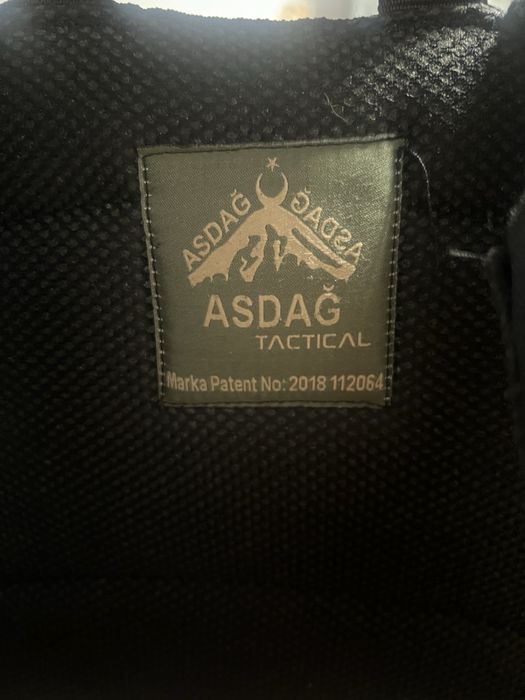 ASDAĞ ASDAĞ
ASDAĞ
TACTICAL
Marka Patent No: 2018 112064